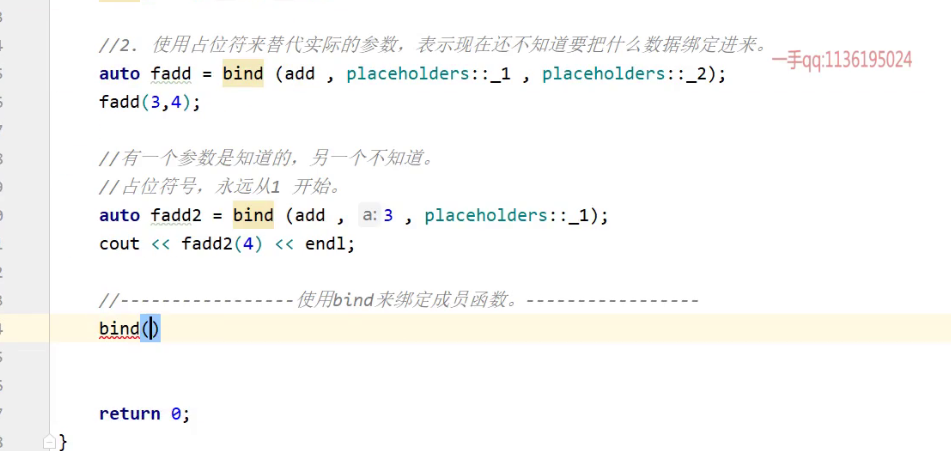 //2. 使用占位符来替代实际的参数，表示现在还不知道要把什么数据绑定进来。
一手qq:1136195024
auto fadd = bind (add , placeholders::_1 , placeholders::_2);
fadd(3,4);
//有一个参数是知道的，另一个不知道。
//占位符号，永远从1 开始。
auto fadd2 = bind (add , a: 3 , placeholders::_1);
cout << fadd2(4) << endl;
//-----------------使用bind来绑定成员函数。-----------------
bind()
return 0;
}